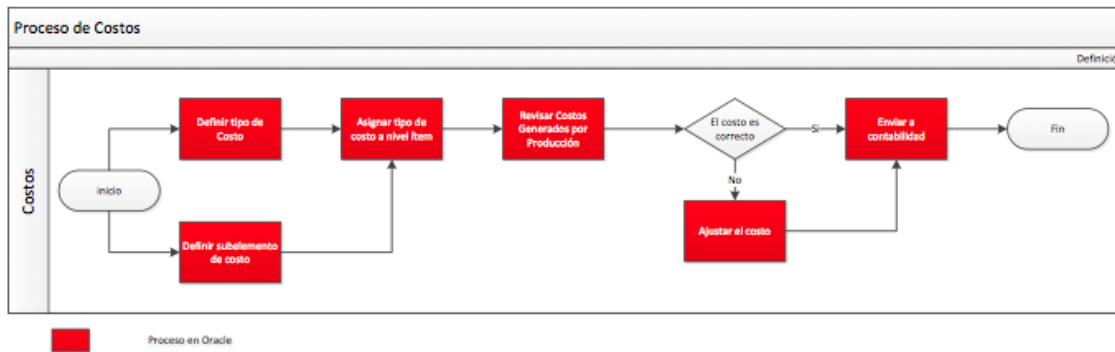 Proceso de Costos
Definició
Costos
inicio
Definir tipo de
Costo
Definir subelemento
de costo
Asignar tipo de
costo a nivel Ítem
Revisar Costos
Generados por
Producción
El costo es
correcto
Si
No
Ajustar el costo
Enviar a
contabilidad
Fin
Proceso en Oracle